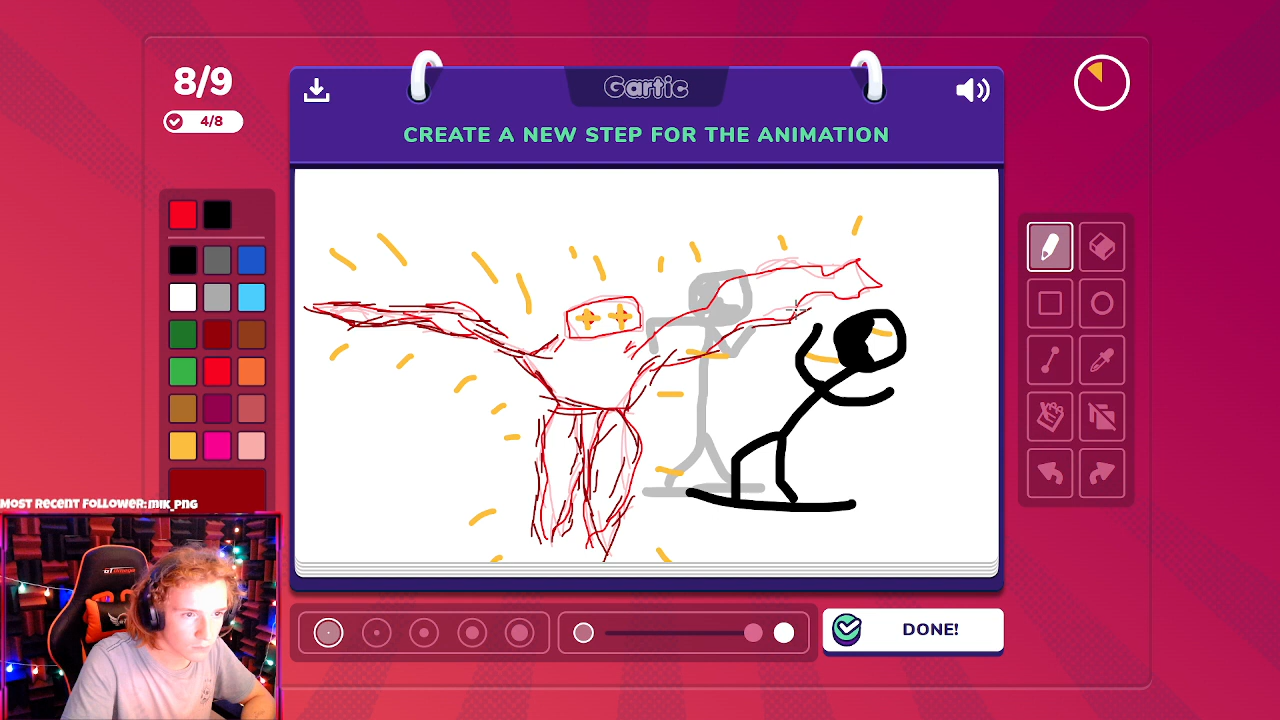 8/9
4/8
Gartic
CREATE A NEW STEP FOR THE ANIMATION
MOST RECENT FOLLOWER: MIK_PNG
DONE!